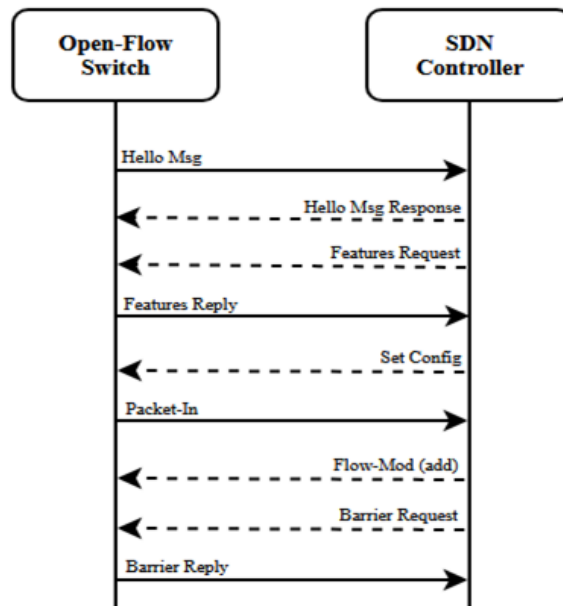 Open-Flow
Switch
SDN
Controller
Hello Msg
Hello Msg Response
Features Request
Features Reply
Set Config
Packet-In
Flow-Mod (add)
Barrier Request
Barrier Reply